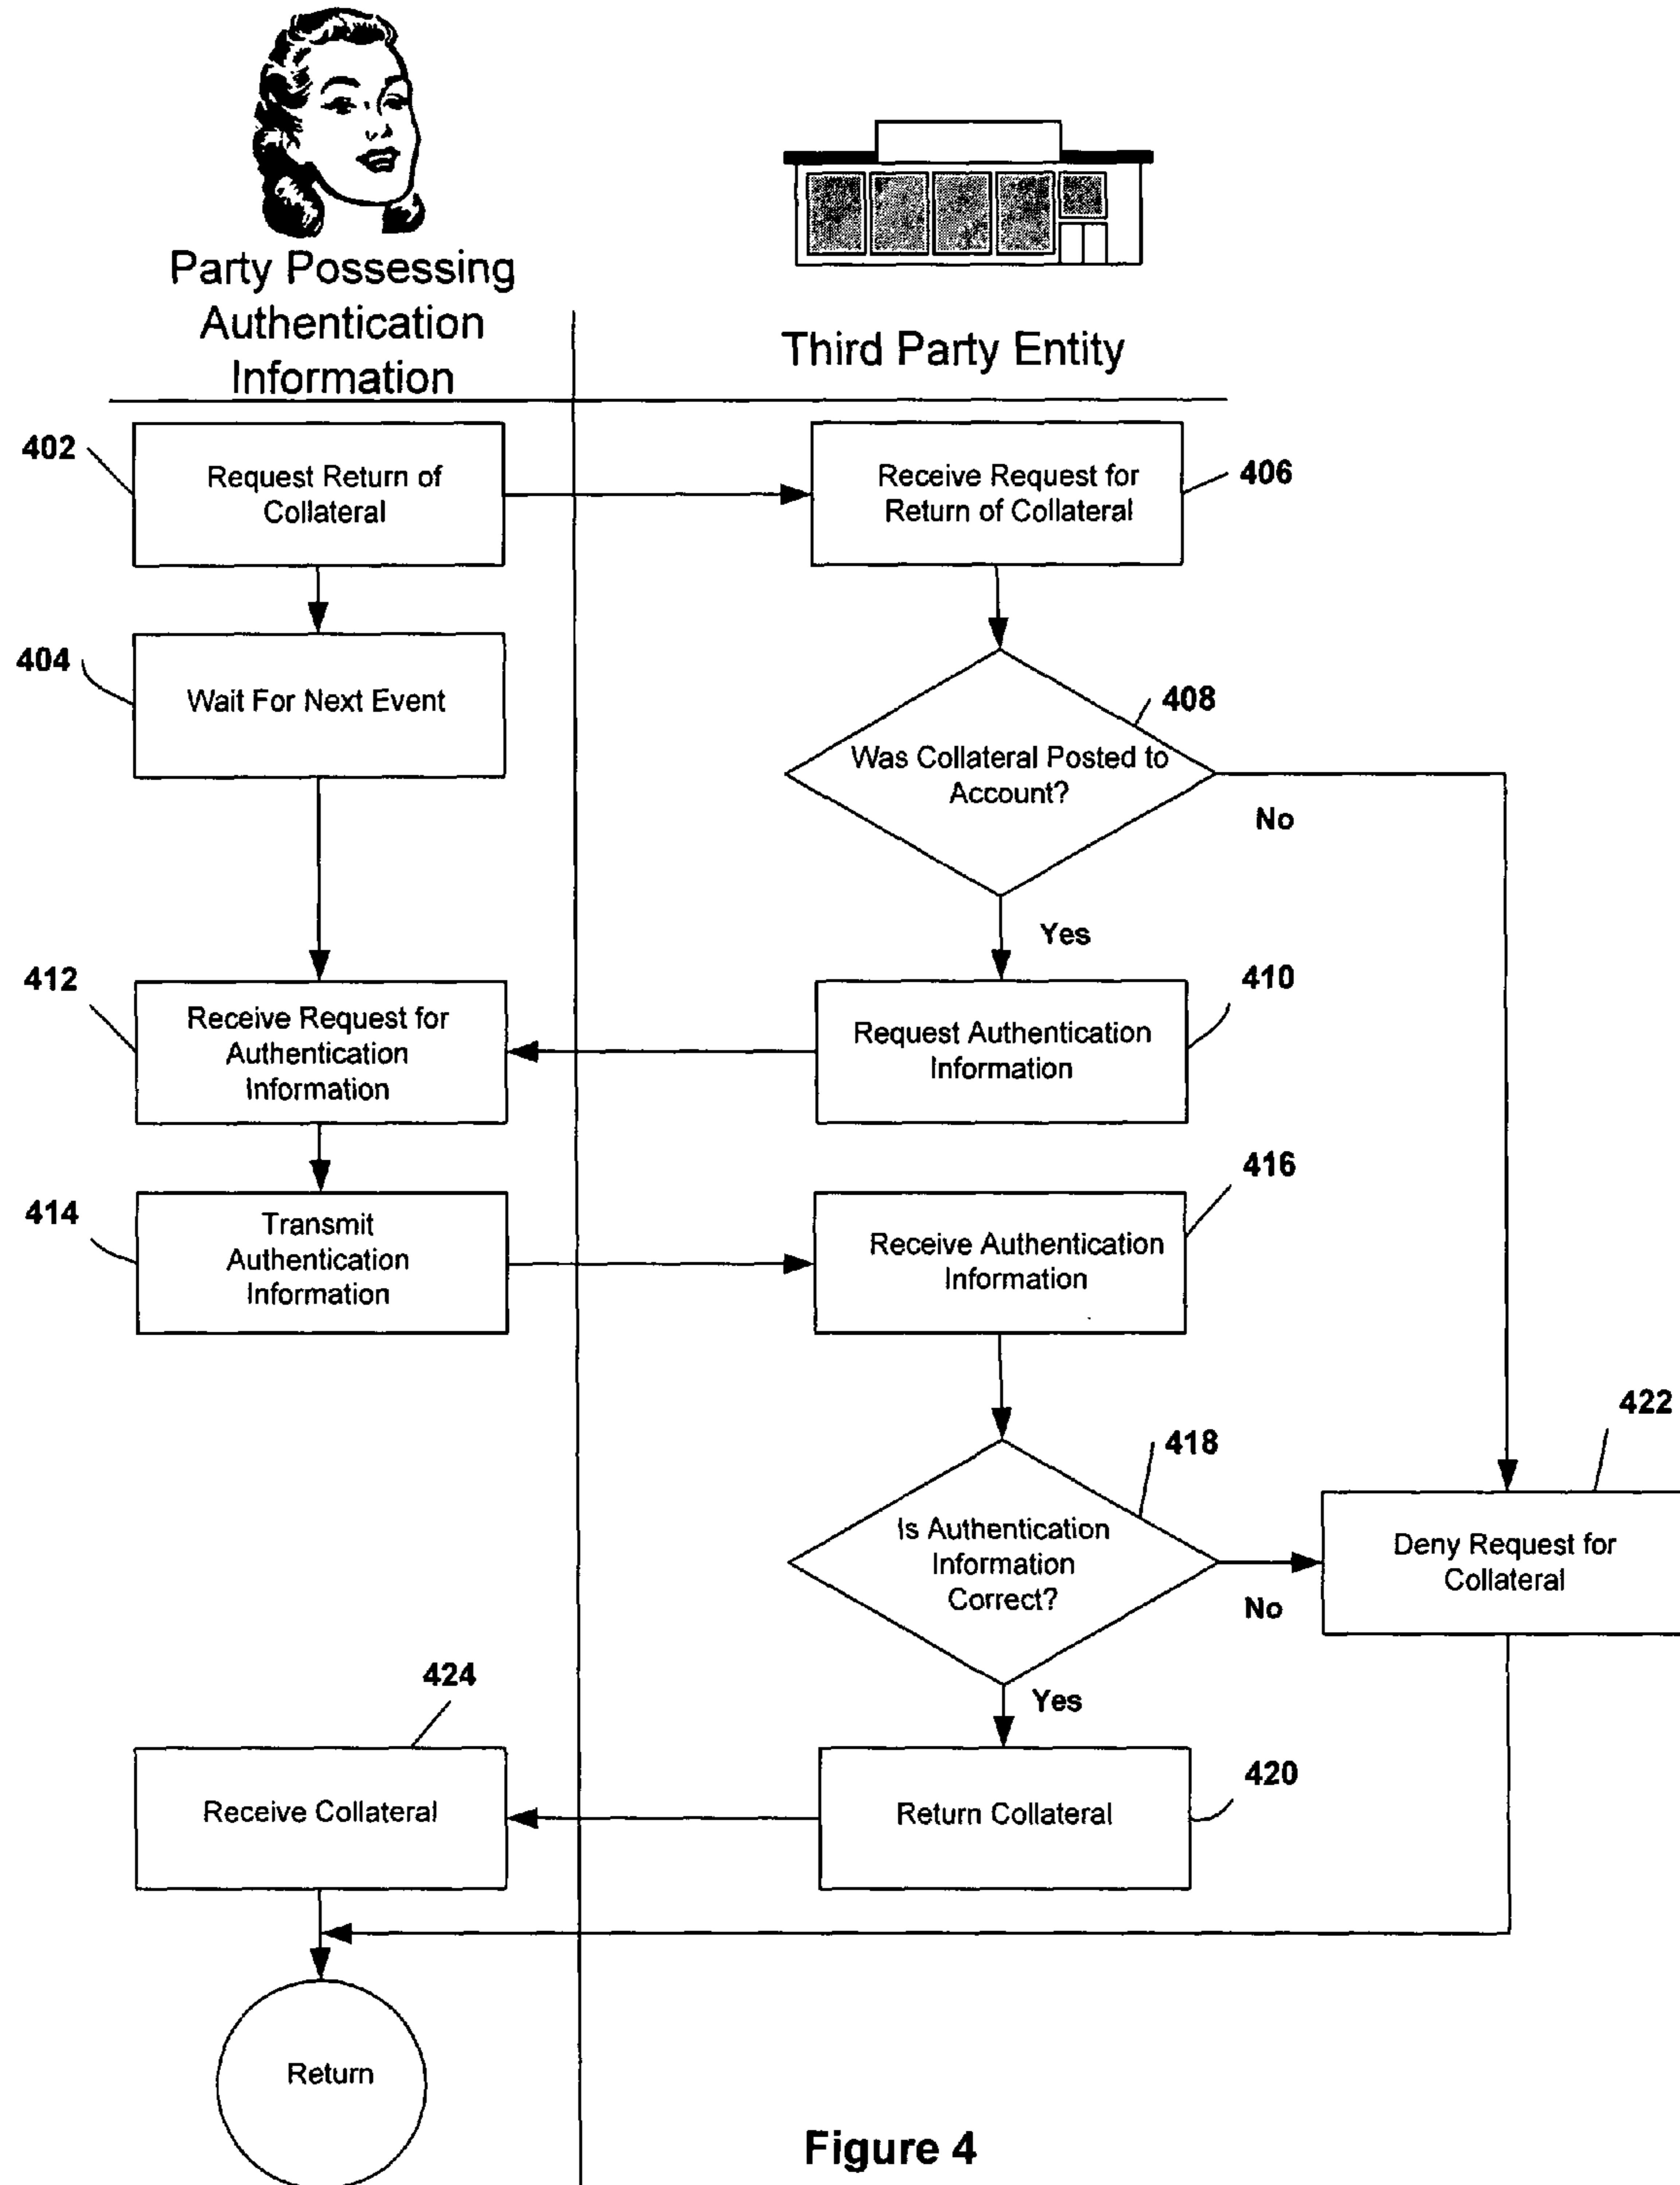 Party Possessing
Authentication
Information
Third Party Entity
402
Request Return of
Collateral
Receive Request for
Return of Collateral
406
404
Wait For Next Event
408
Was Collateral Posted to
Account?
No
Yes
412
Receive Request for
Authentication
Information
410
Request Authentication
Information
414
Transmit
Authentication
Information
416
Receive Authentication
Information
418
Is Authentication
Information
Correct?
No
422
Deny Request for
Collateral
Yes
424
Receive Collateral
420
Return Collateral
Return
Figure 4